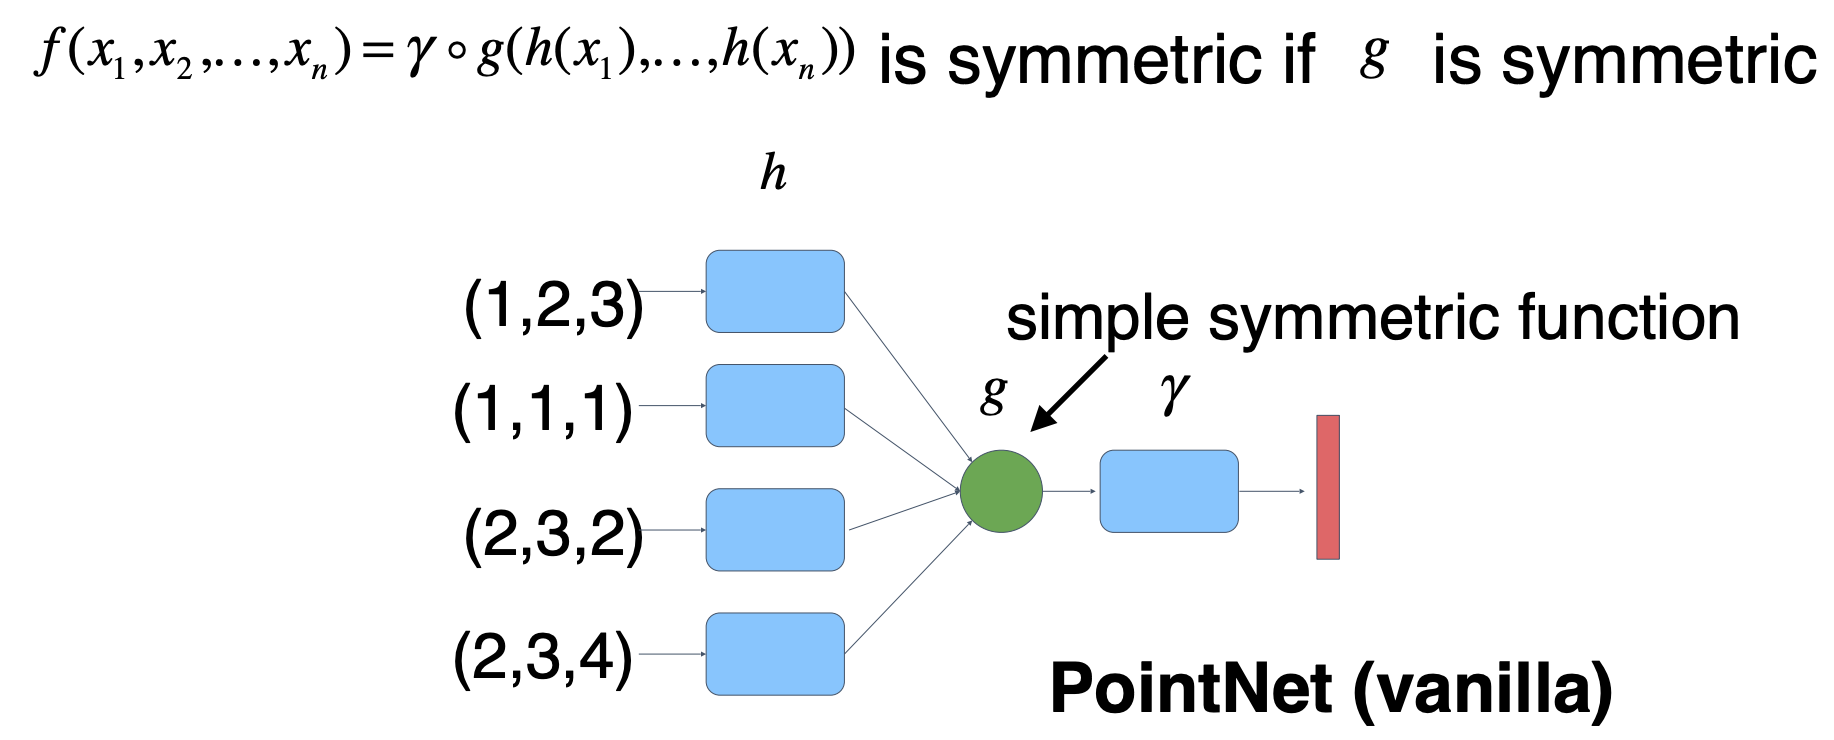 f(x₁,x₂,...,xₙ) = γ ∘ g(h(x₁),...,h(xₙ)) is symmetric if g is symmetric
h
(1,2,3)
simple symmetric function
(1,1,1)
g
γ
(2,3,2)
(2,3,4)
PointNet (vanilla)